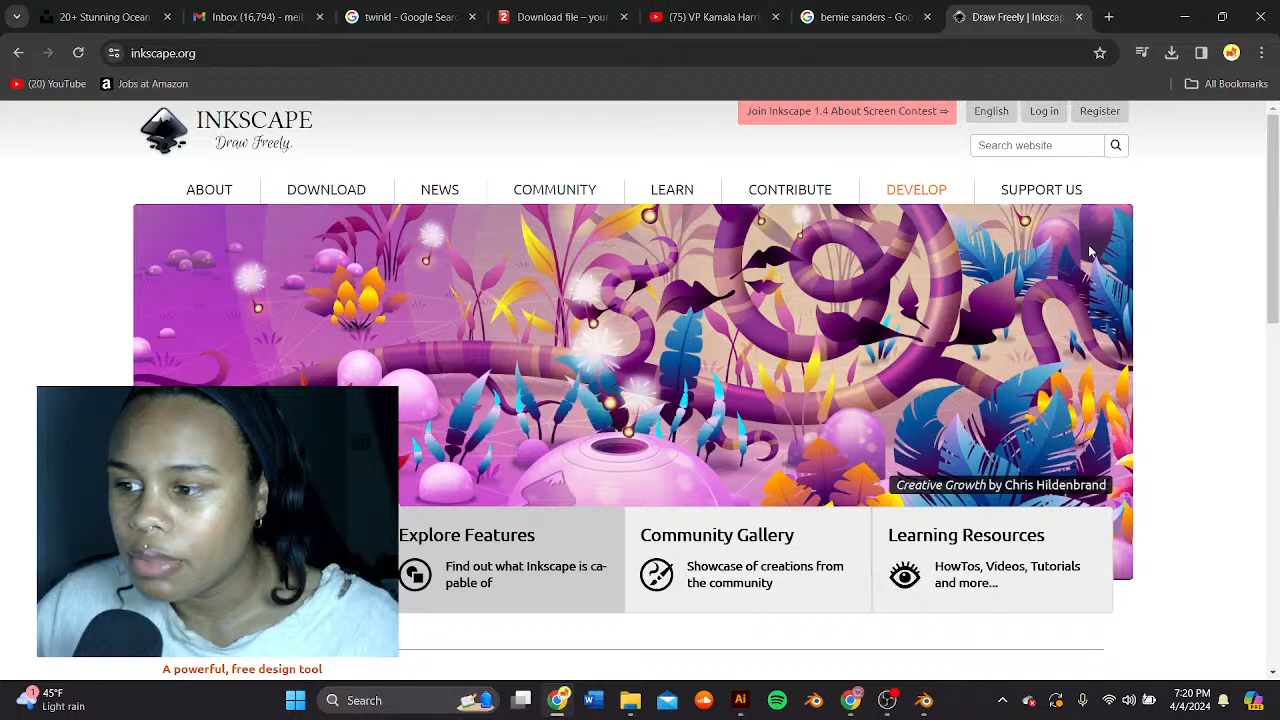 Stunning Ocean
Inbox (16,794) - meli
twinkl - Google Sear
Download file - your
(75) VP Kamala Harri
bernie sanders -
Draw Freely | Inkscap
inkscape.org
(20) YouTube
Jobs at Amazon
All Bookmarks
INKSCAPE
Draw Freely.
Join Inkscape 1.4 About Screen Contest ⇒
English
Log in
Register
Search website
ABOUT
DOWNLOAD
NEWS
COMMUNITY
LEARN
CONTRIBUTE
DEVELOP
SUPPORT US
Creative Growth by Chris Hildenbrand
Explore Features
Find out what Inkscape is ca-
pable of
Community Gallery
Showcase of creations from
the community
Learning Resources
HowTos, Videos, Tutorials
and more...
A powerful, free design tool
1
45°F
Light rain
Search
Ai
7:20 PM
4/4/2024